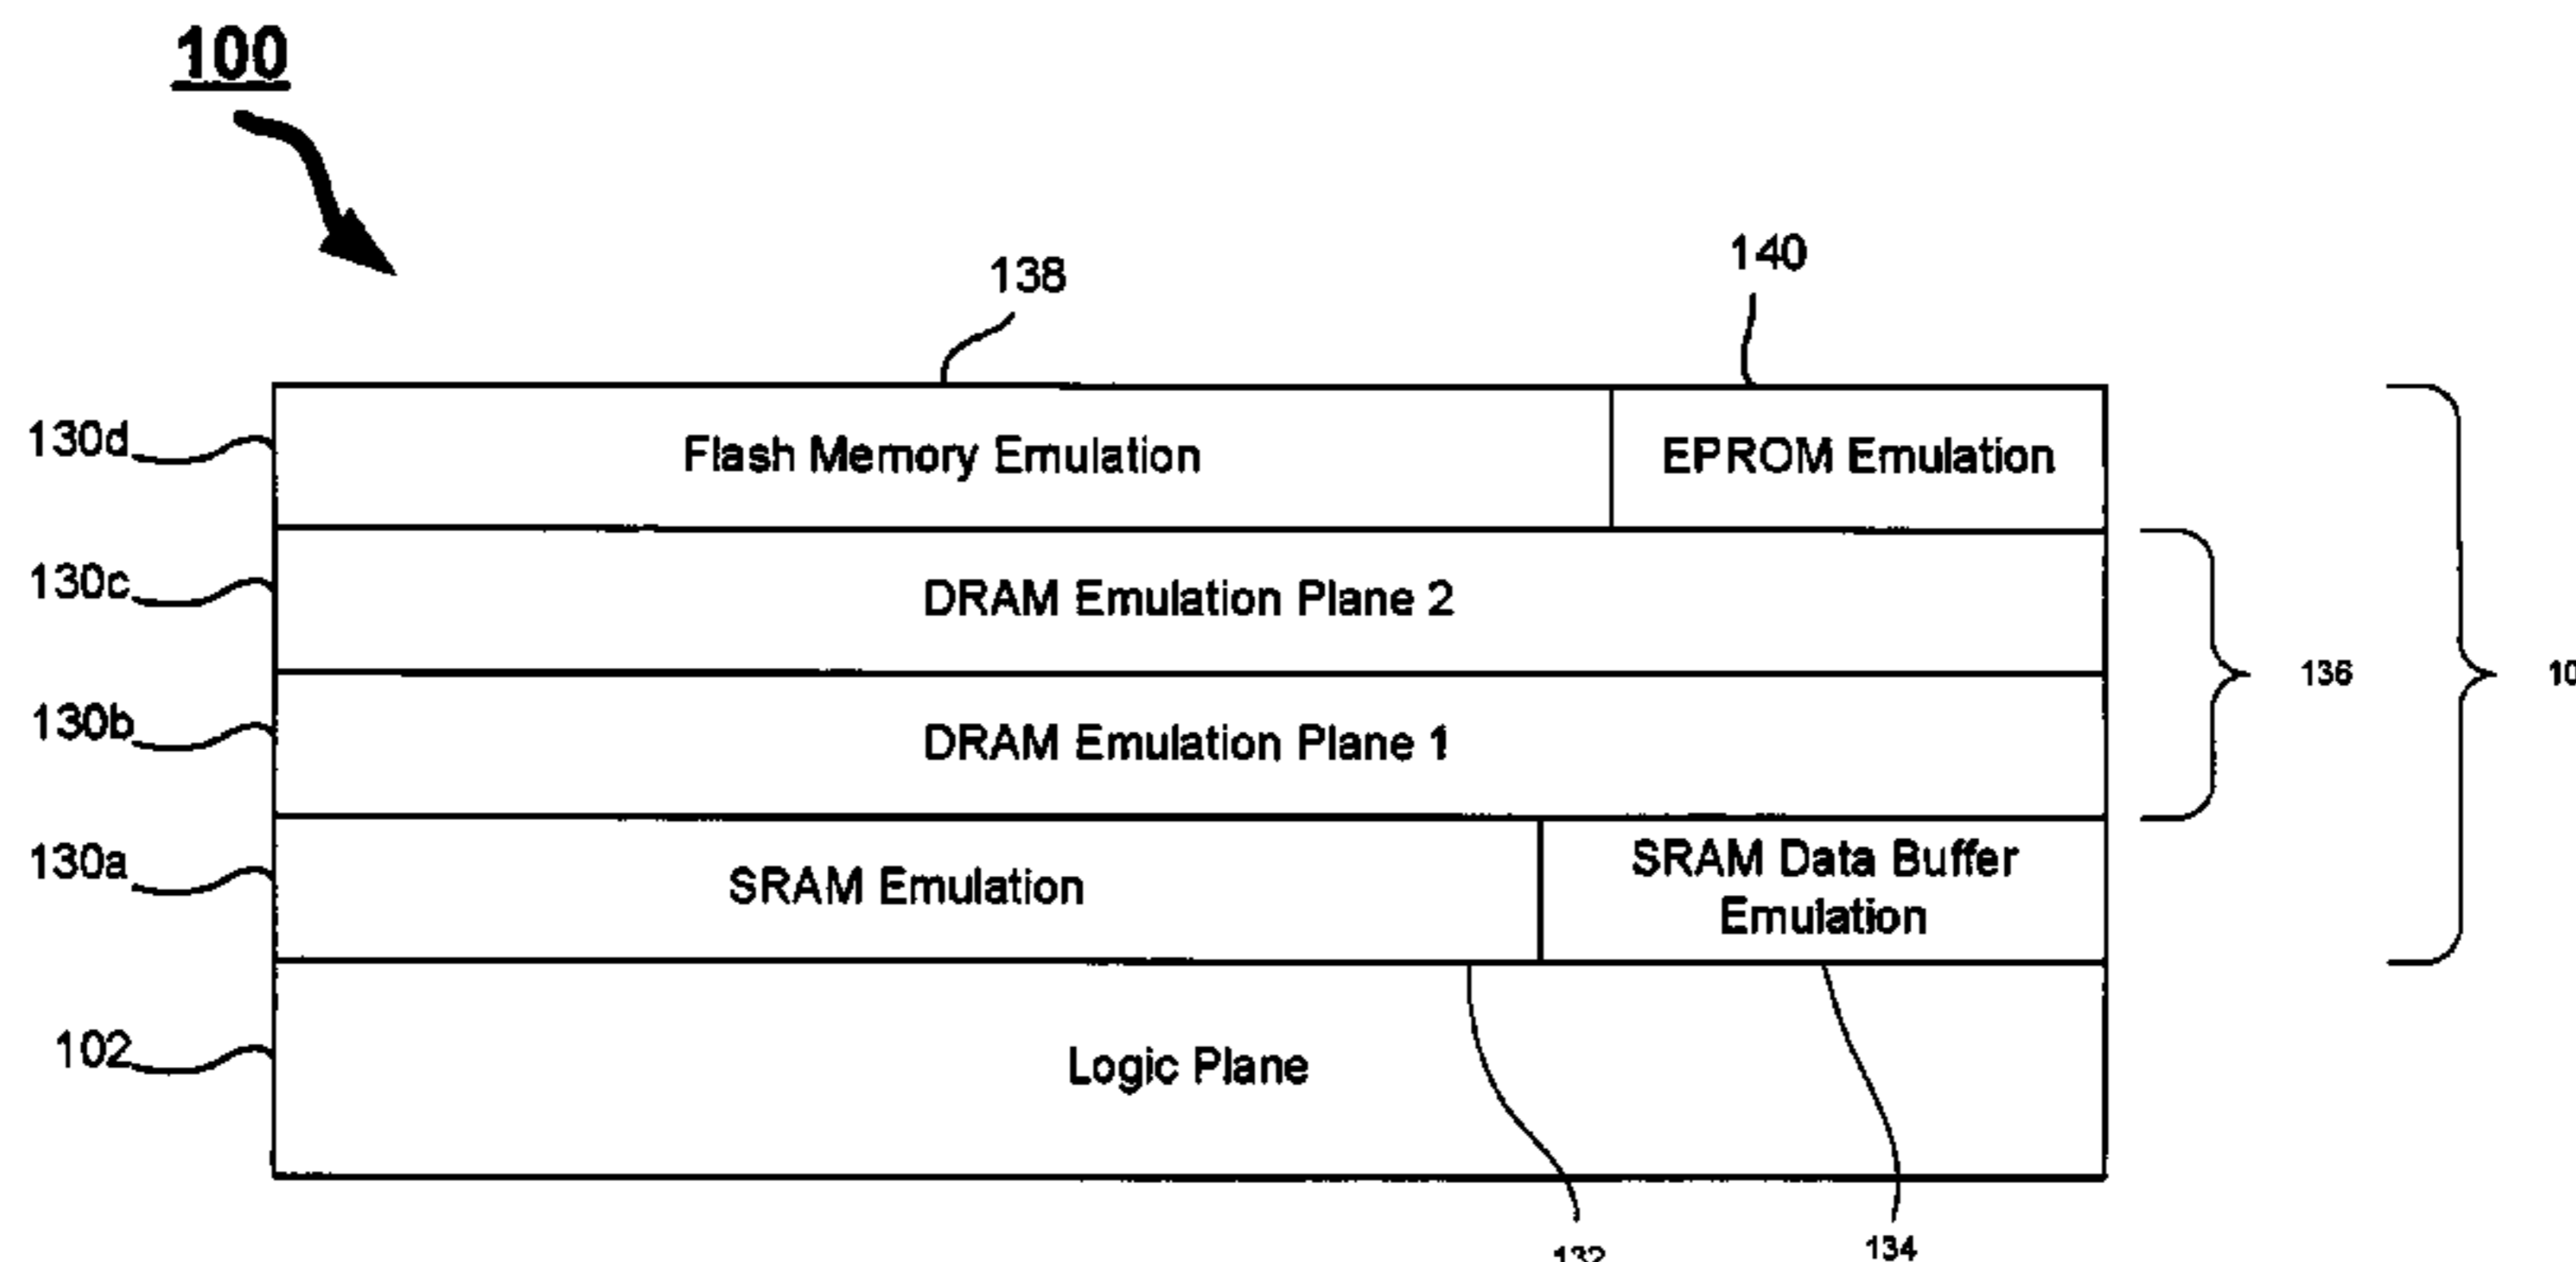 100
138
140
130d
Flash Memory Emulation
EPROM Emulation
130c
DRAM Emulation Plane 2
136
130b
DRAM Emulation Plane 1
130a
SRAM Emulation
SRAM Data Buffer
Emulation
102
Logic Plane
132
134